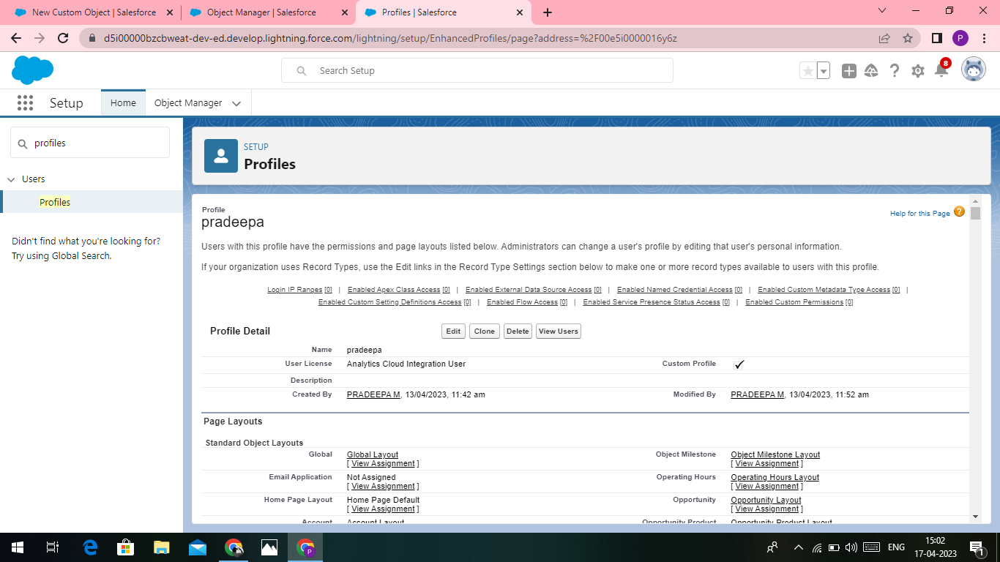 New Custom Object | Salesforce
Object Manager | Salesforce
Profiles | Salesforce
d5i00000bzcbweat-dev-ed.develop.lightning.force.com/lightning/setup/EnhancedProfiles/page?address=%2F00e5i0000016y6z
P
Search Setup
8
Setup
Home
Object Manager
profiles
Users
Profiles
Didn't find what you're looking for?
Try using Global Search.
SETUP
Profiles
Profile
pradeepa
Help for this Page ?
Users with this profile have the permissions and page layouts listed below. Administrators can change a user's profile by editing that user's personal information.
If your organization uses Record Types, use the Edit links in the Record Type Settings section below to make one or more record types available to users with this profile.
Login IP Ranges [0] | Enabled Apex Class Access [0] | Enabled External Data Source Access [0] | Enabled Named Credential Access [0] | Enabled Custom Metadata Type Access [0] |
Enabled Custom Setting Definitions Access [0] | Enabled Flow Access [0] | Enabled Service Presence Status Access [0] | Enabled Custom Permissions [0]
Profile Detail Edit Clone Delete View Users
Name pradeepa
User License Analytics Cloud Integration User Custom Profile
Description
Created By PRADEEPA M, 13/04/2023, 11:42 am Modified By PRADEEPA M, 13/04/2023, 11:52 am
Page Layouts
Standard Object Layouts
Global Global Layout Object Milestone Object Milestone Layout
[ View Assignment ] [ View Assignment ]
Email Application Not Assigned Operating Hours Operating Hours Layout
[ View Assignment ] [ View Assignment ]
Home Page Layout Home Page Default Opportunity Opportunity Layout
[ View Assignment ] [ View Assignment ]
Account Account Layout Opportunity Product Opportunity Product Layout
P
ENG
15:02
17-04-2023
1